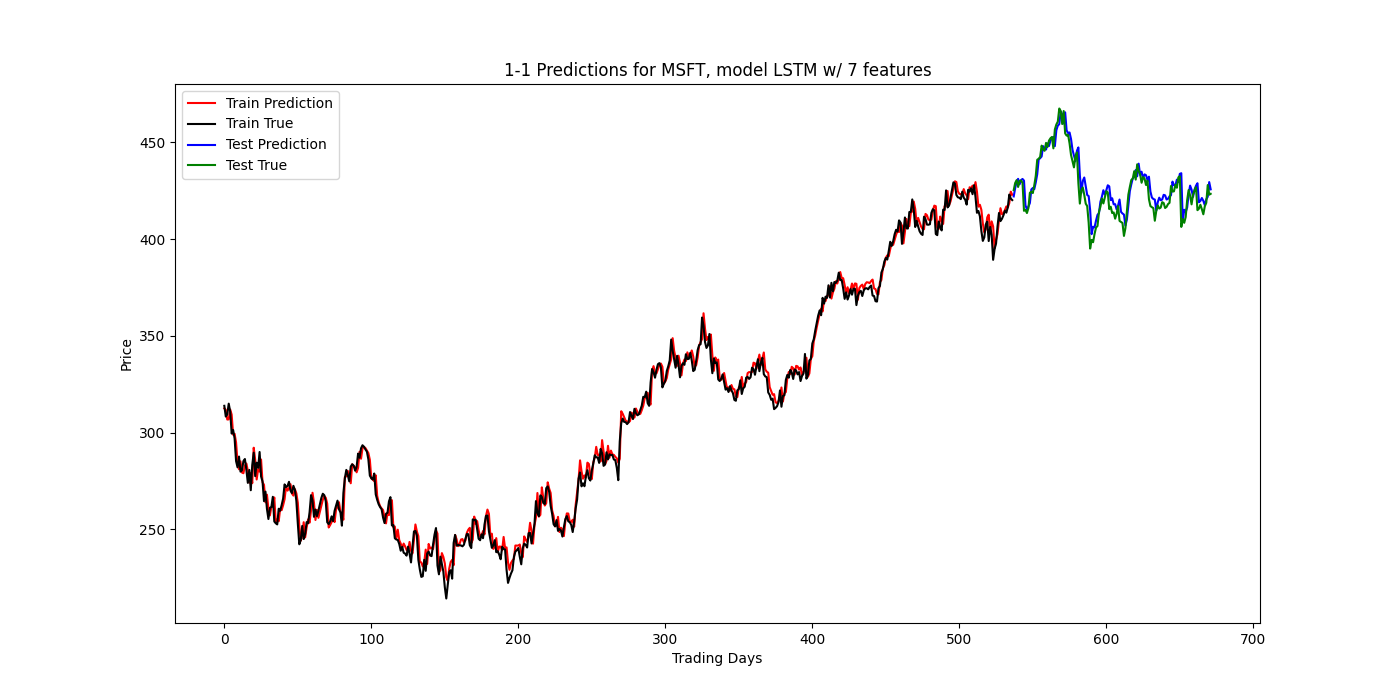 1-1 Predictions for MSFT, model LSTM w/ 7 features
Train Prediction
Train True
Test Prediction
Test True
Price
450
400
350
300
250
0 100 200 300 400 500 600 700
Trading Days